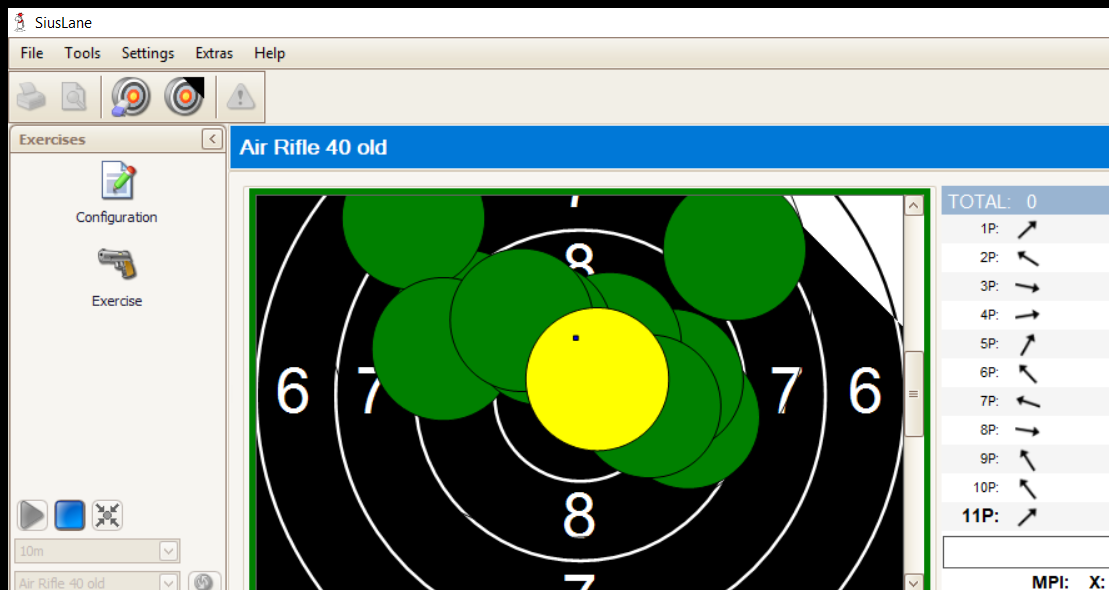 SiusLane
File Tools Settings Extras Help
Exercises
Air Rifle 40 old
Configuration
Exercise
10m
Air Rifle 40 old
7
8
6 7 7 6
8
7
TOTAL: 0
1P:
2P:
3P:
4P:
5P:
6P:
7P:
8P:
9P:
10P:
11P:
MPI: X: